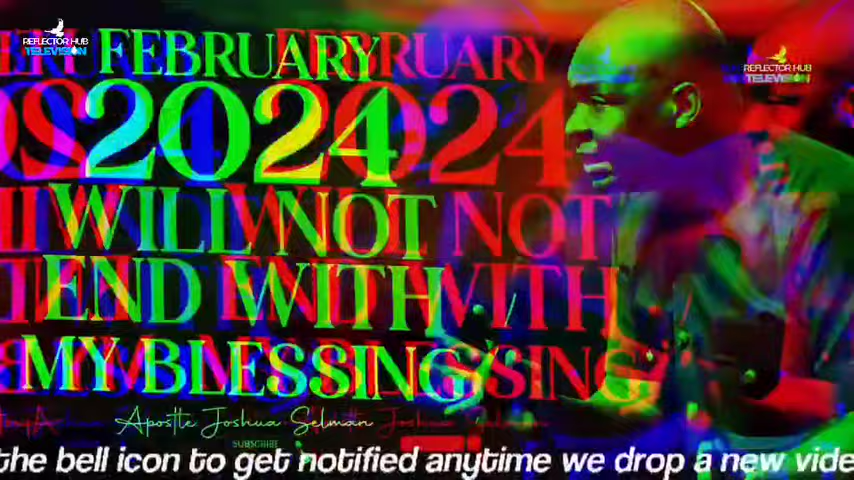 REFLECTOR HUB
TELEVISION
REFLECTOR HUB
TELEVISION
FEBRUARY
2024
WILL NOT
END WITH
MY BLESSING
Apostle Joshua Selman
SUBSCRIBE
the bell icon to get notified anytime we drop a new vide